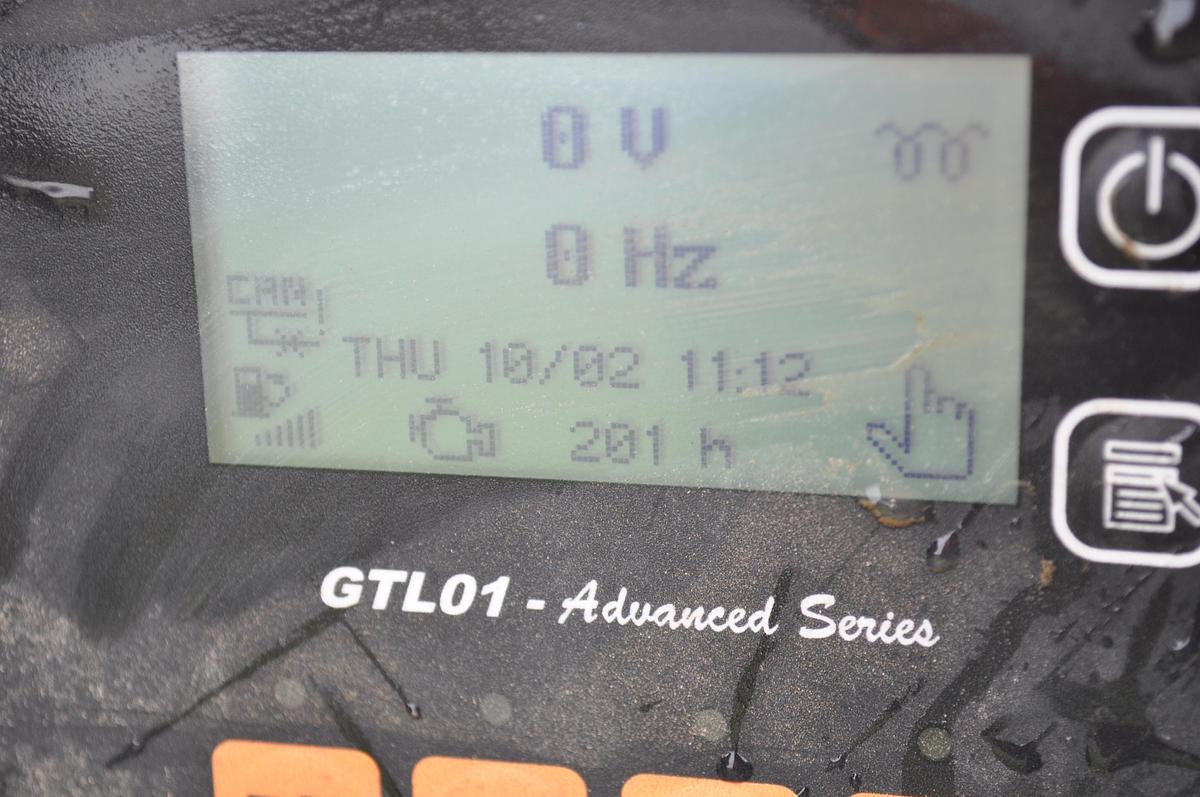 0 V
0 Hz
CAN
THU 10/02 11:12
201 h
GTL01 - Advanced Series